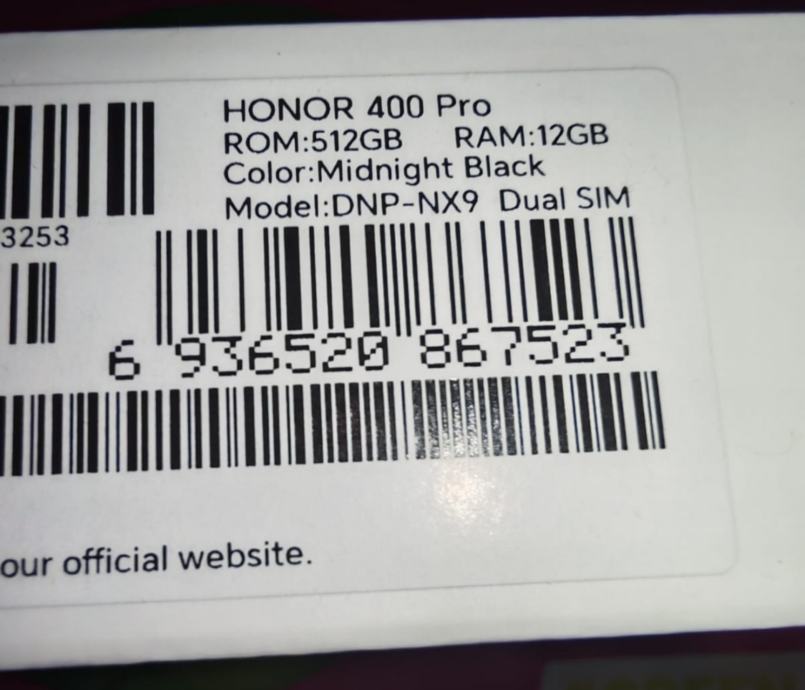 HONOR 400 Pro
ROM:512GB RAM:12GB
Color:Midnight Black
Model:DNP-NX9 Dual SIM
3253
6 936520 867523
our official website.